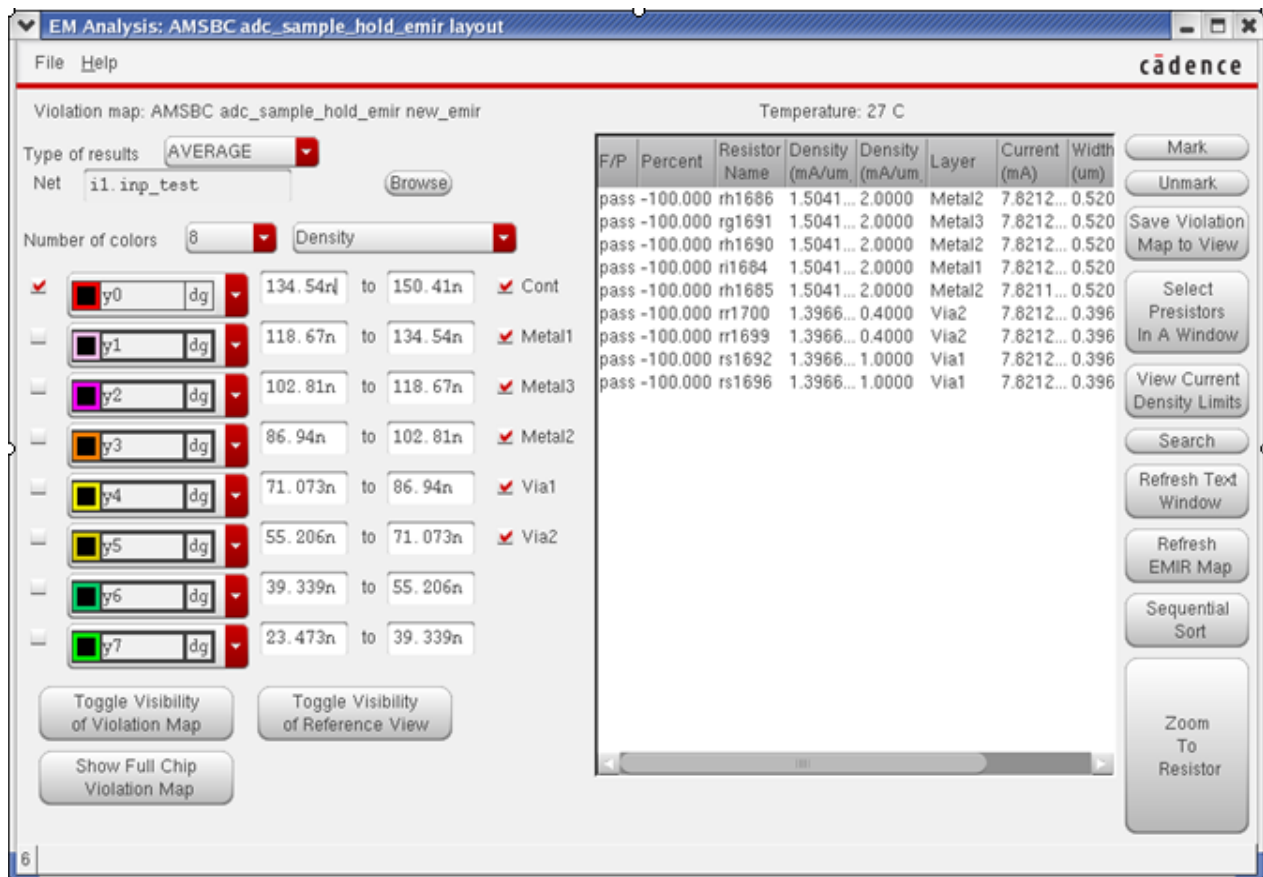 EM Analysis: AMSBC adc_sample_hold_emir layout
File Help
cādence
Violation map: AMSBC adc_sample_hold_emir new_emir
Temperature: 27 C
Type of results AVERAGE
Net i1.inp_test Browse
Number of colors 8 Density
y0 dg 134.54n to 150.41n Cont
y1 dg 118.67n to 134.54n Metal1
y2 dg 102.81n to 118.67n Metal3
y3 dg 86.94n to 102.81n Metal2
y4 dg 71.073n to 86.94n Via1
y5 dg 55.206n to 71.073n Via2
y6 dg 39.339n to 55.206n
y7 dg 23.473n to 39.339n
Toggle Visibility
of Violation Map
Toggle Visibility
of Reference View
Show Full Chip
Violation Map
F/P Percent Resistor Name Density (mA/um, Density (mA/um, Layer Current (mA) Width (um)
pass -100.000 rh1686 1.5041... 2.0000 Metal2 7.8212... 0.520
pass -100.000 rg1691 1.5041... 2.0000 Metal3 7.8212... 0.520
pass -100.000 rh1690 1.5041... 2.0000 Metal2 7.8212... 0.520
pass -100.000 ri1684 1.5041... 2.0000 Metal1 7.8212... 0.520
pass -100.000 rh1685 1.5041... 2.0000 Metal2 7.8211... 0.520
pass -100.000 rr1700 1.3966... 0.4000 Via2 7.8212... 0.396
pass -100.000 rr1699 1.3966... 0.4000 Via2 7.8212... 0.396
pass -100.000 rs1692 1.3966... 1.0000 Via1 7.8212... 0.396
pass -100.000 rs1696 1.3966... 1.0000 Via1 7.8212... 0.396
Mark
Unmark
Save Violation
Map to View
Select
Presistors
In A Window
View Current
Density Limits
Search
Refresh Text
Window
Refresh
EMIR Map
Sequential
Sort
Zoom
To
Resistor
6